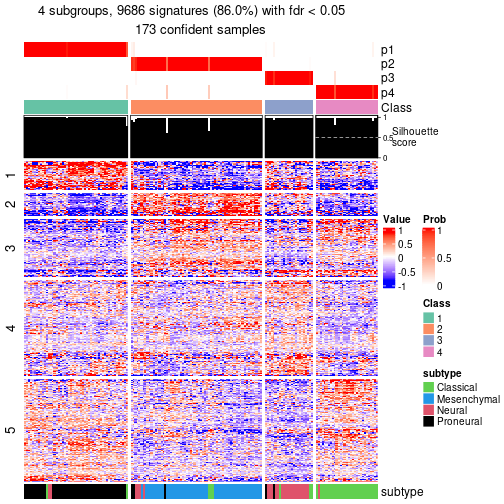 4 subgroups, 9686 signatures (86.0%) with fdr < 0.05
173 confident samples
p1
p2
p3
p4
Class
1
0.5
0
Silhouette
score
1
2
3
4
5
subtype
Value
1
0.5
0
-0.5
-1
Prob
1
0.5
0
Class
1
2
3
4
subtype
Classical
Mesenchymal
Neural
Proneural